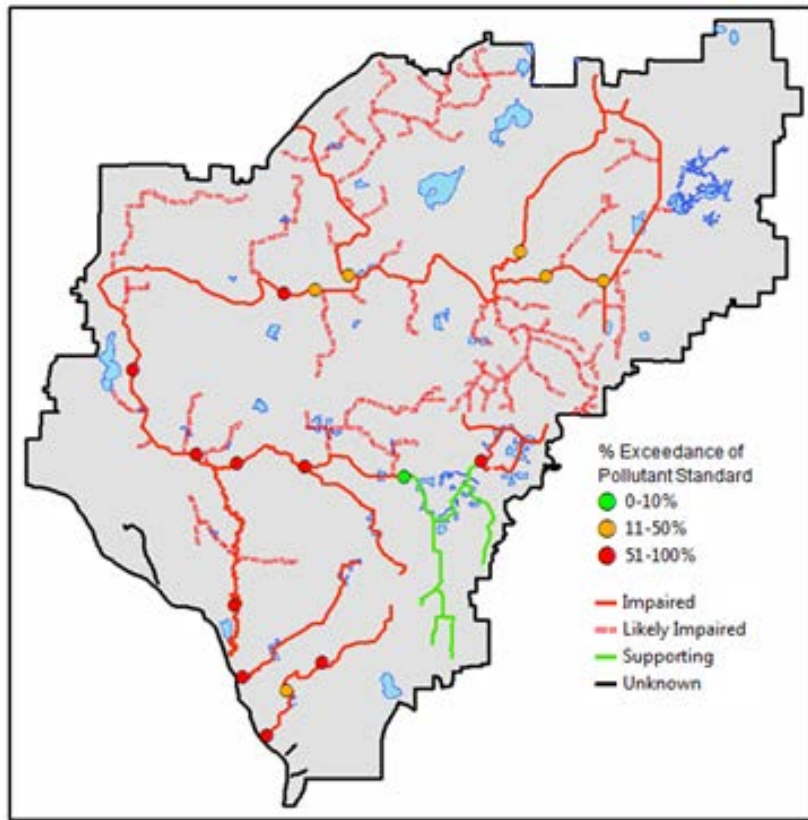 % Exceedance of
Pollutant Standard
0-10%
11-50%
51-100%
Impaired
Likely Impaired
Supporting
Unknown